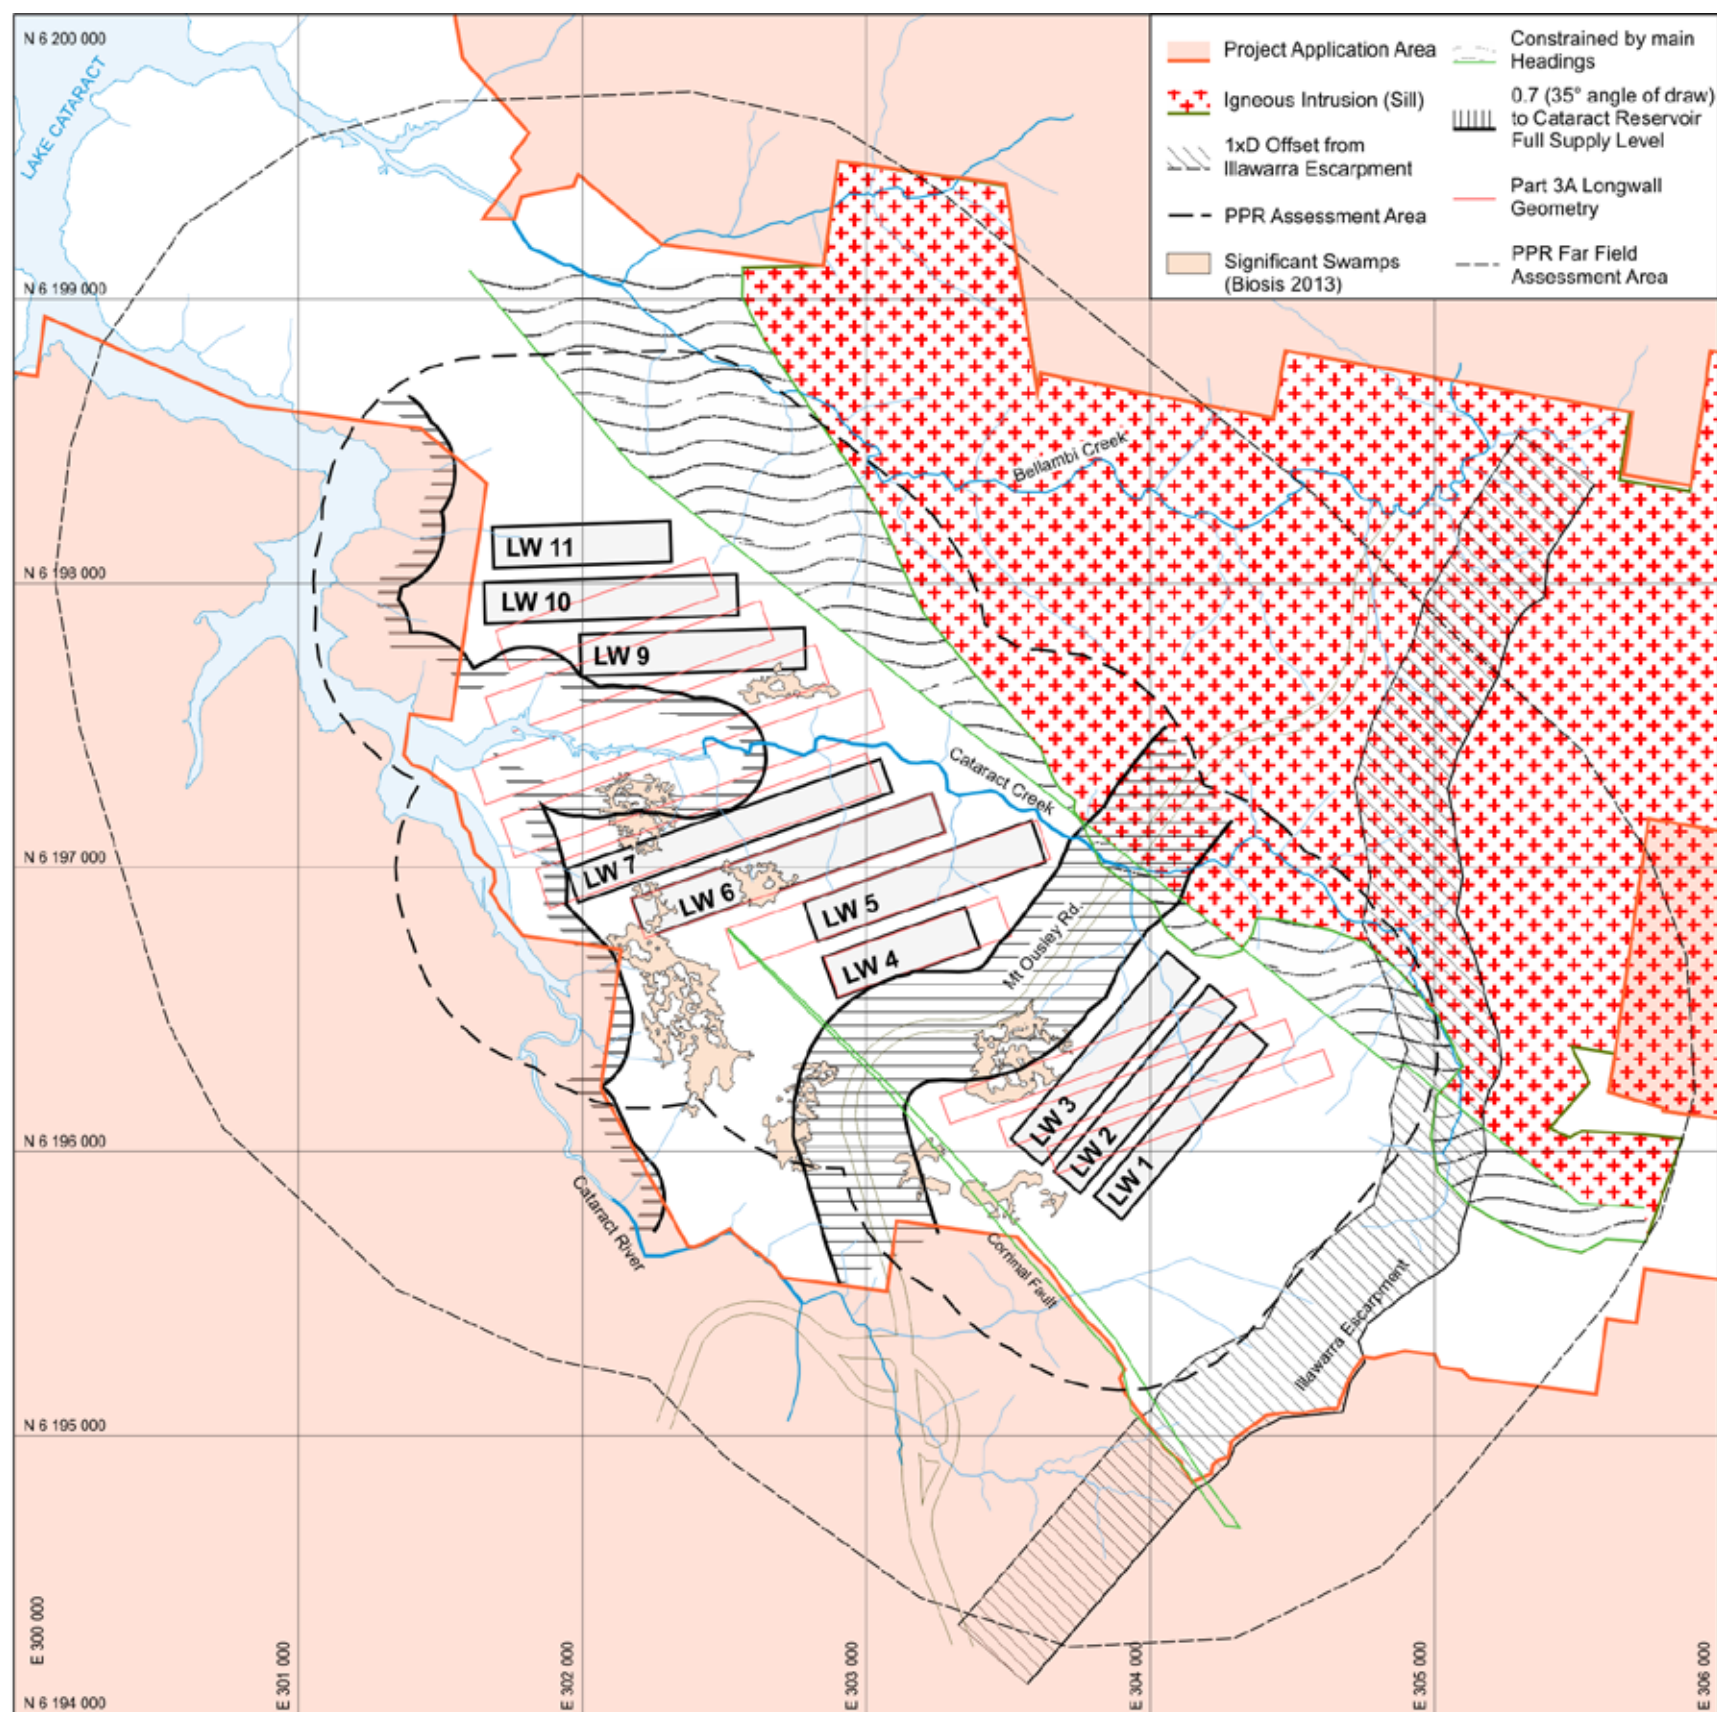 N 6 200 000
LAKE CATARACT
Project Application Area
Igneous Intrusion (Sill)
1xD Offset from
Illawarra Escarpment
PPR Assessment Area
Significant Swamps
(Biosis 2013)
Constrained by main
Headings
0.7 (35° angle of draw)
to Cataract Reservoir
Full Supply Level
Part 3A Longwall
Geometry
PPR Far Field
Assessment Area
N 6 199 000
Bellambi Creek
LW 11
N 6 198 000
LW 10
LW 9
Cataract Creek
N 6 197 000
LW 7
LW 6
LW 5
LW 4
Mt Ousley Rd.
LW 3
LW 2
LW 1
N 6 196 000
Cataract River
Corrimal Fault
Illawarra Escarpment
N 6 195 000
E 300 000
E 301 000
E 302 000
E 303 000
E 304 000
E 305 000
E 306 000
N 6 194 000